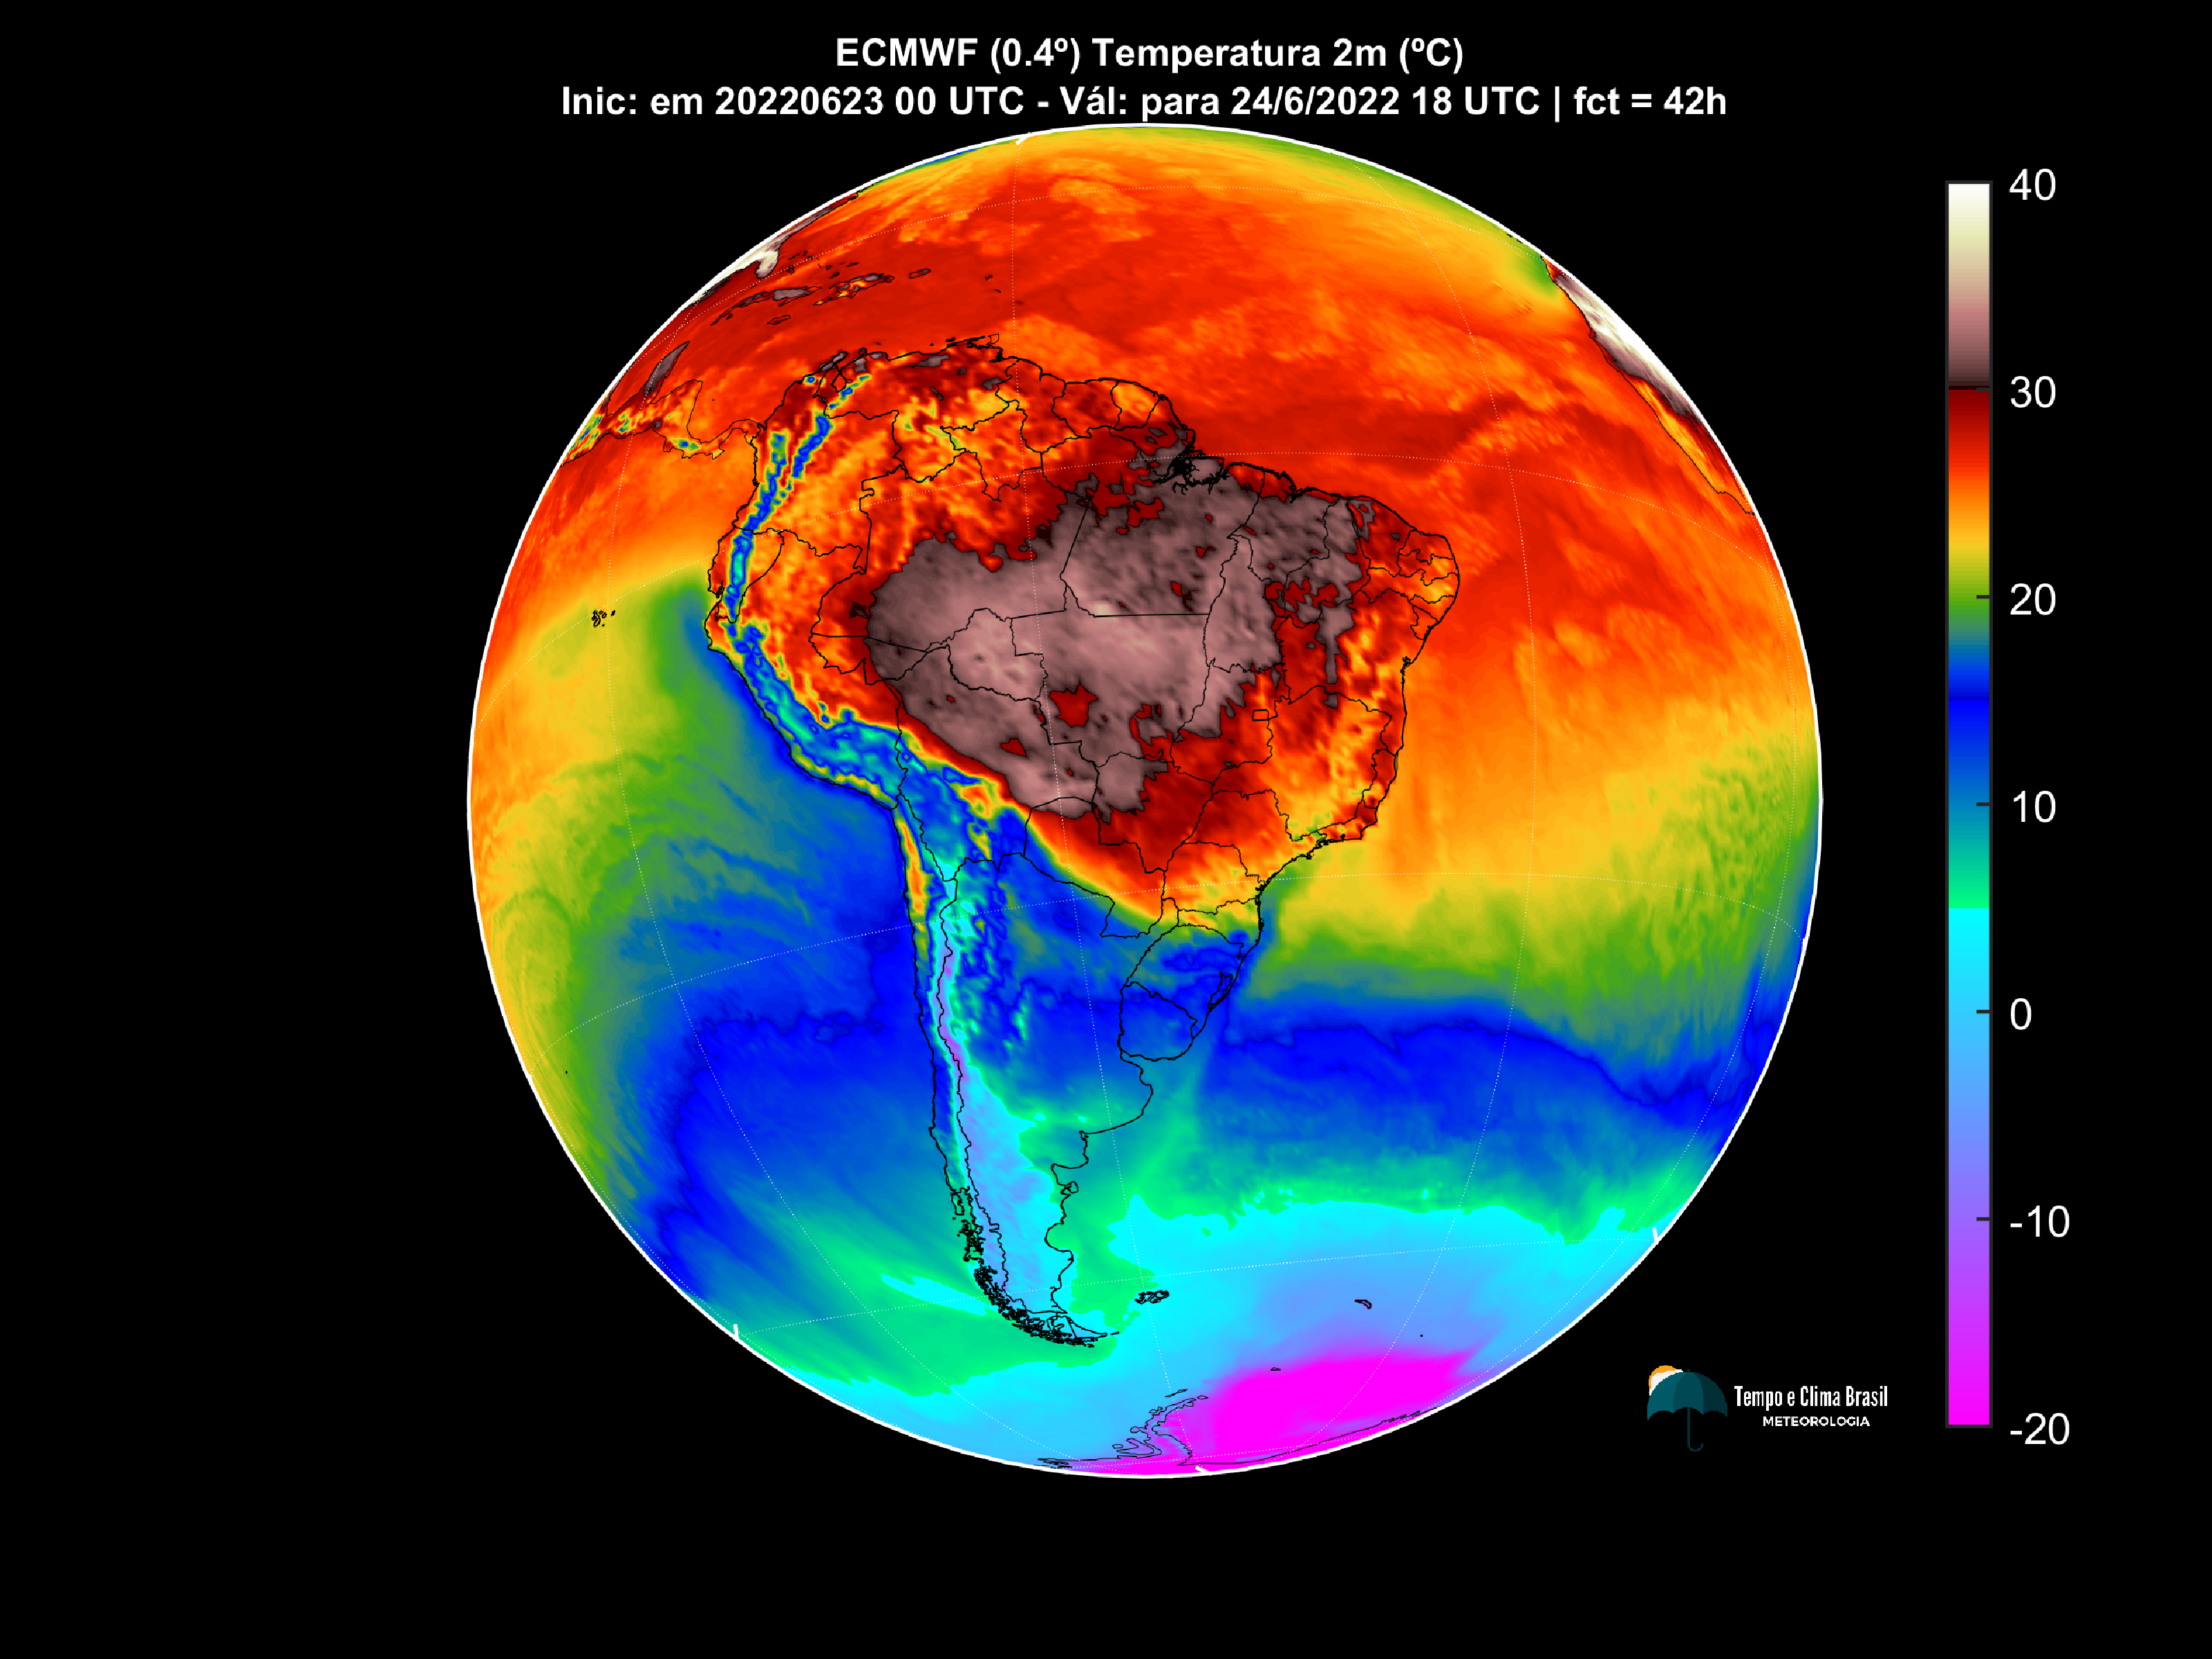 ECMWF (0.4º) Temperatura 2m (ºC)
Inic: em 20220623 00 UTC - Vál: para 24/6/2022 18 UTC | fct = 42h
40
30
20
10
0
-10
-20
Tempo e Clima Brasil
METEOROLOGIA